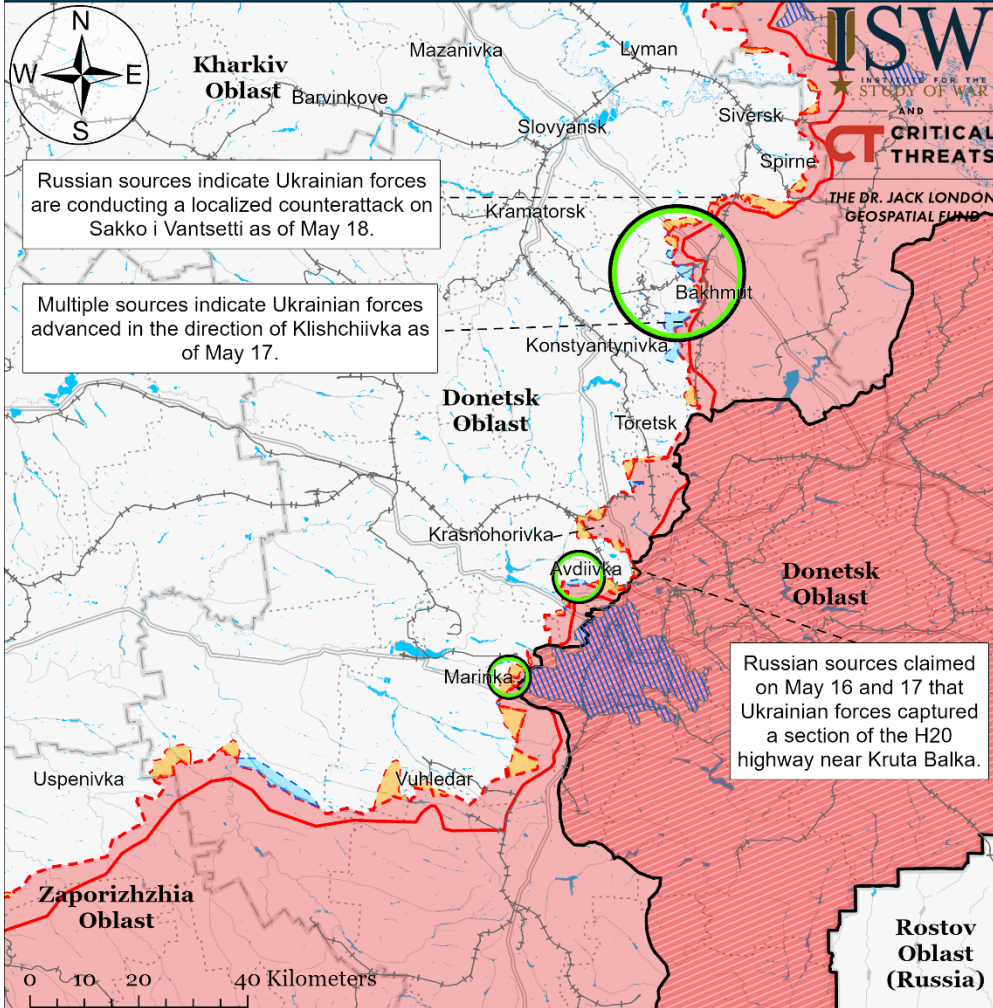 N
W
E
S
Kharkiv
Oblast
Mazanivka
Lyman
Barvinkove
Slovyansk
Siversk
Spirne
ISW
INSTITUTE FOR THE
STUDY OF WAR
AND
CT CRITICAL
THREATS
THE DR. JACK LONDON
GEOSPATIAL FUND
Russian sources indicate Ukrainian forces
are conducting a localized counterattack on
Sakko i Vantsetti as of May 18.
Kramatorsk
Multiple sources indicate Ukrainian forces
advanced in the direction of Klishchiivka as
of May 17.
Bakhmut
Konstyantynivka
Donetsk
Oblast
Toretsk
Krasnohorivka
Avdiivka
Donetsk
Oblast
Marinka
Russian sources claimed
on May 16 and 17 that
Ukrainian forces captured
a section of the H20
highway near Kruta Balka.
Uspenivka
Vuhledar
Zaporizhzhia
Oblast
Rostov
Oblast
(Russia)
0 10 20 40 Kilometers